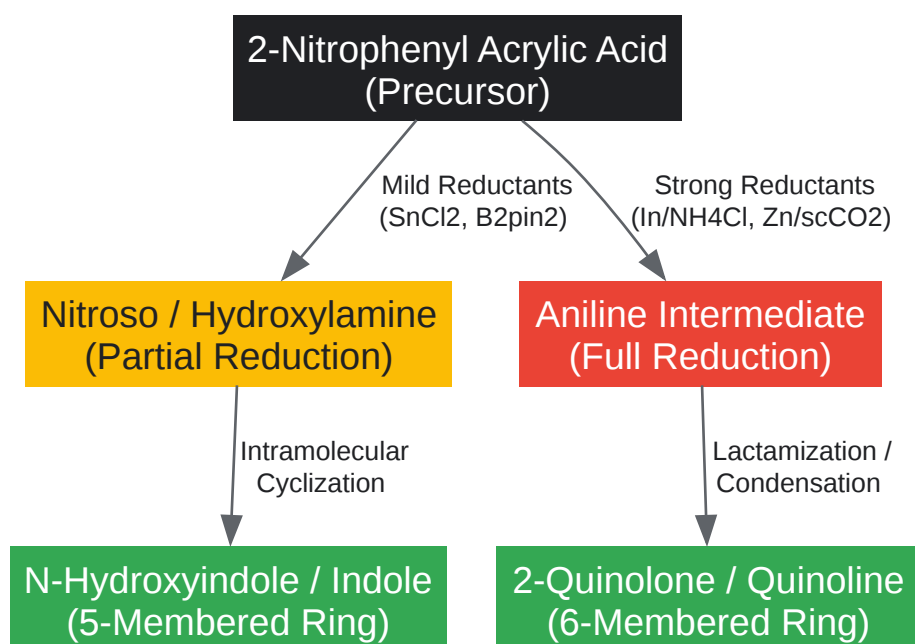 2-Nitrophenyl Acrylic Acid
(Precursor)
Mild Reductants
(SnCl2, B2pin2)
Strong Reductants
(In/NH4Cl, Zn/scCO2)
Nitroso / Hydroxylamine
(Partial Reduction)
Aniline Intermediate
(Full Reduction)
Intramolecular
Cyclization
Lactamization /
Condensation
N-Hydroxyindole / Indole
(5-Membered Ring)
2-Quinolone / Quinoline
(6-Membered Ring)